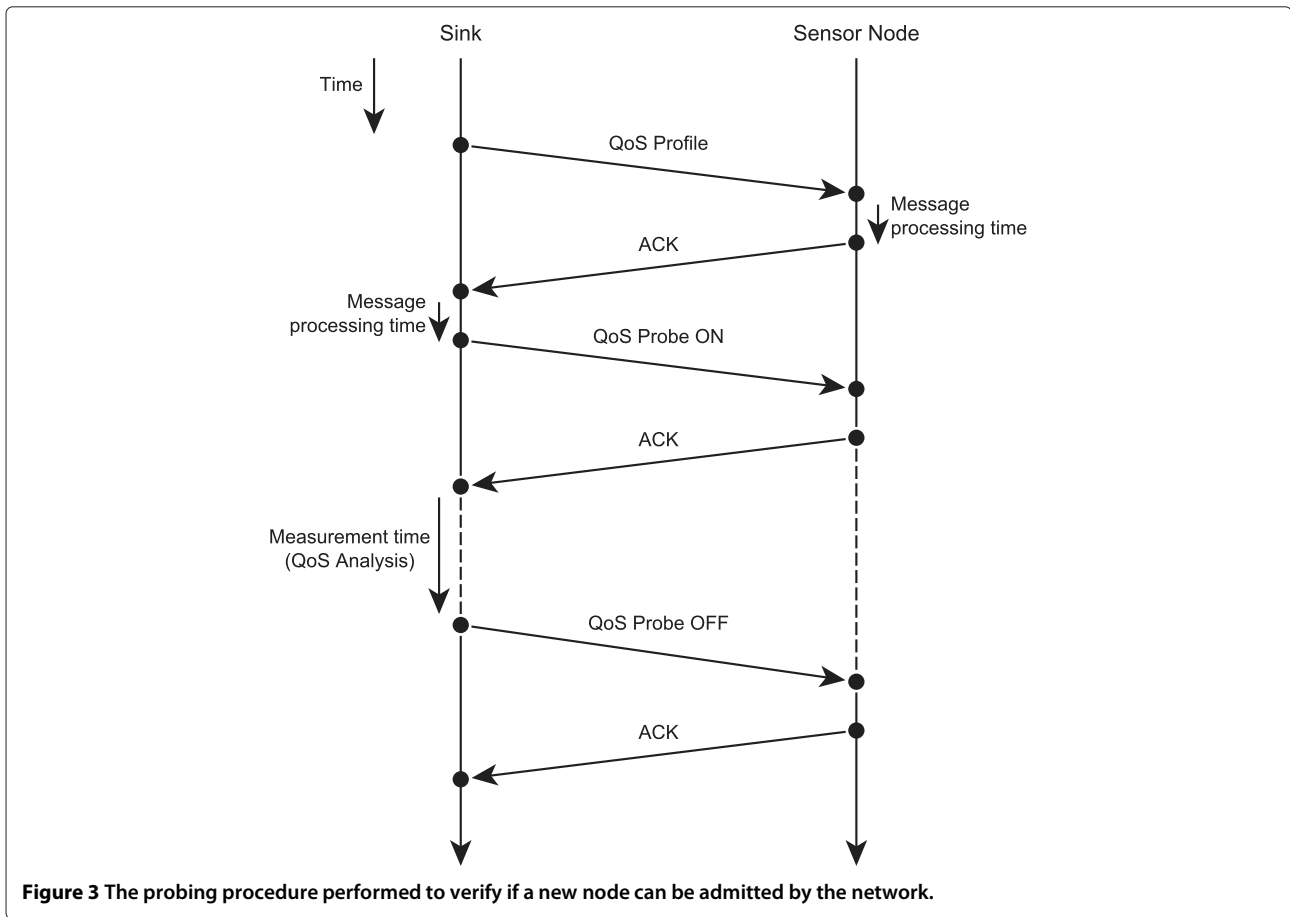 Sink
Sensor Node
Time
QoS Profile
Message
processing time
ACK
Message
processing time
QoS Probe ON
ACK
Measurement time
(QoS Analysis)
QoS Probe OFF
ACK
Figure 3 The probing procedure performed to verify if a new node can be admitted by the network.